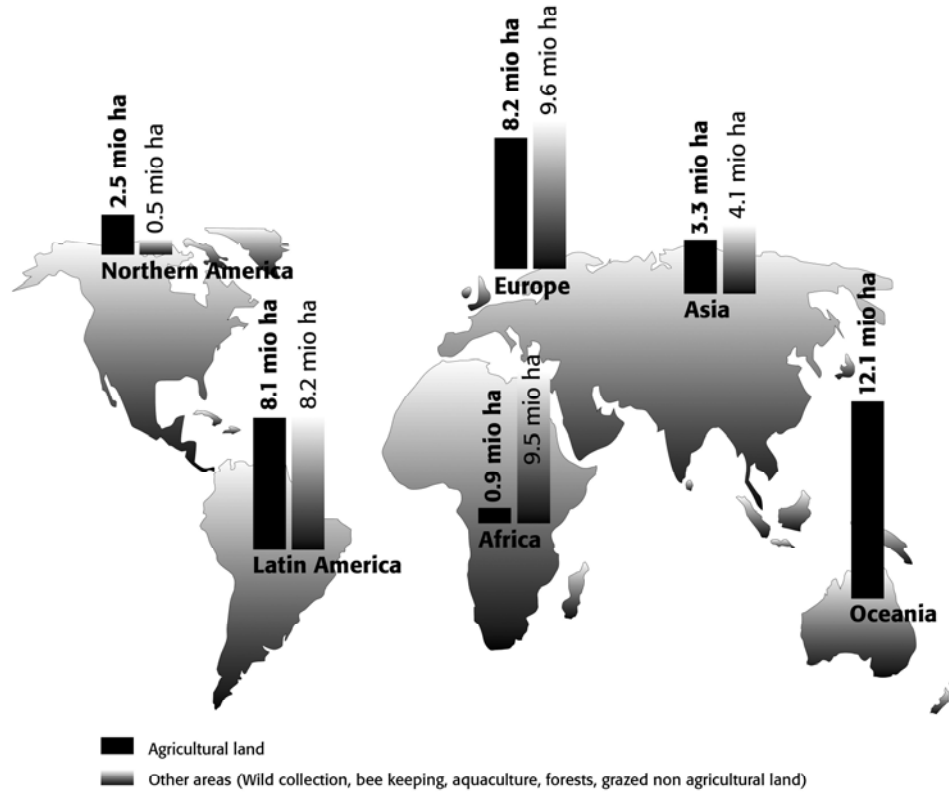 2.5 mio ha
0.5 mio ha
Northern America
8.2 mio ha
9.6 mio ha
Europe
3.3 mio ha
4.1 mio ha
Asia
8.1 mio ha
8.2 mio ha
Latin America
0.9 mio ha
9.5 mio ha
Africa
12.1 mio ha
Oceania
Agricultural land
Other areas (Wild collection, bee keeping, aquaculture, forests, grazed non agricultural land)